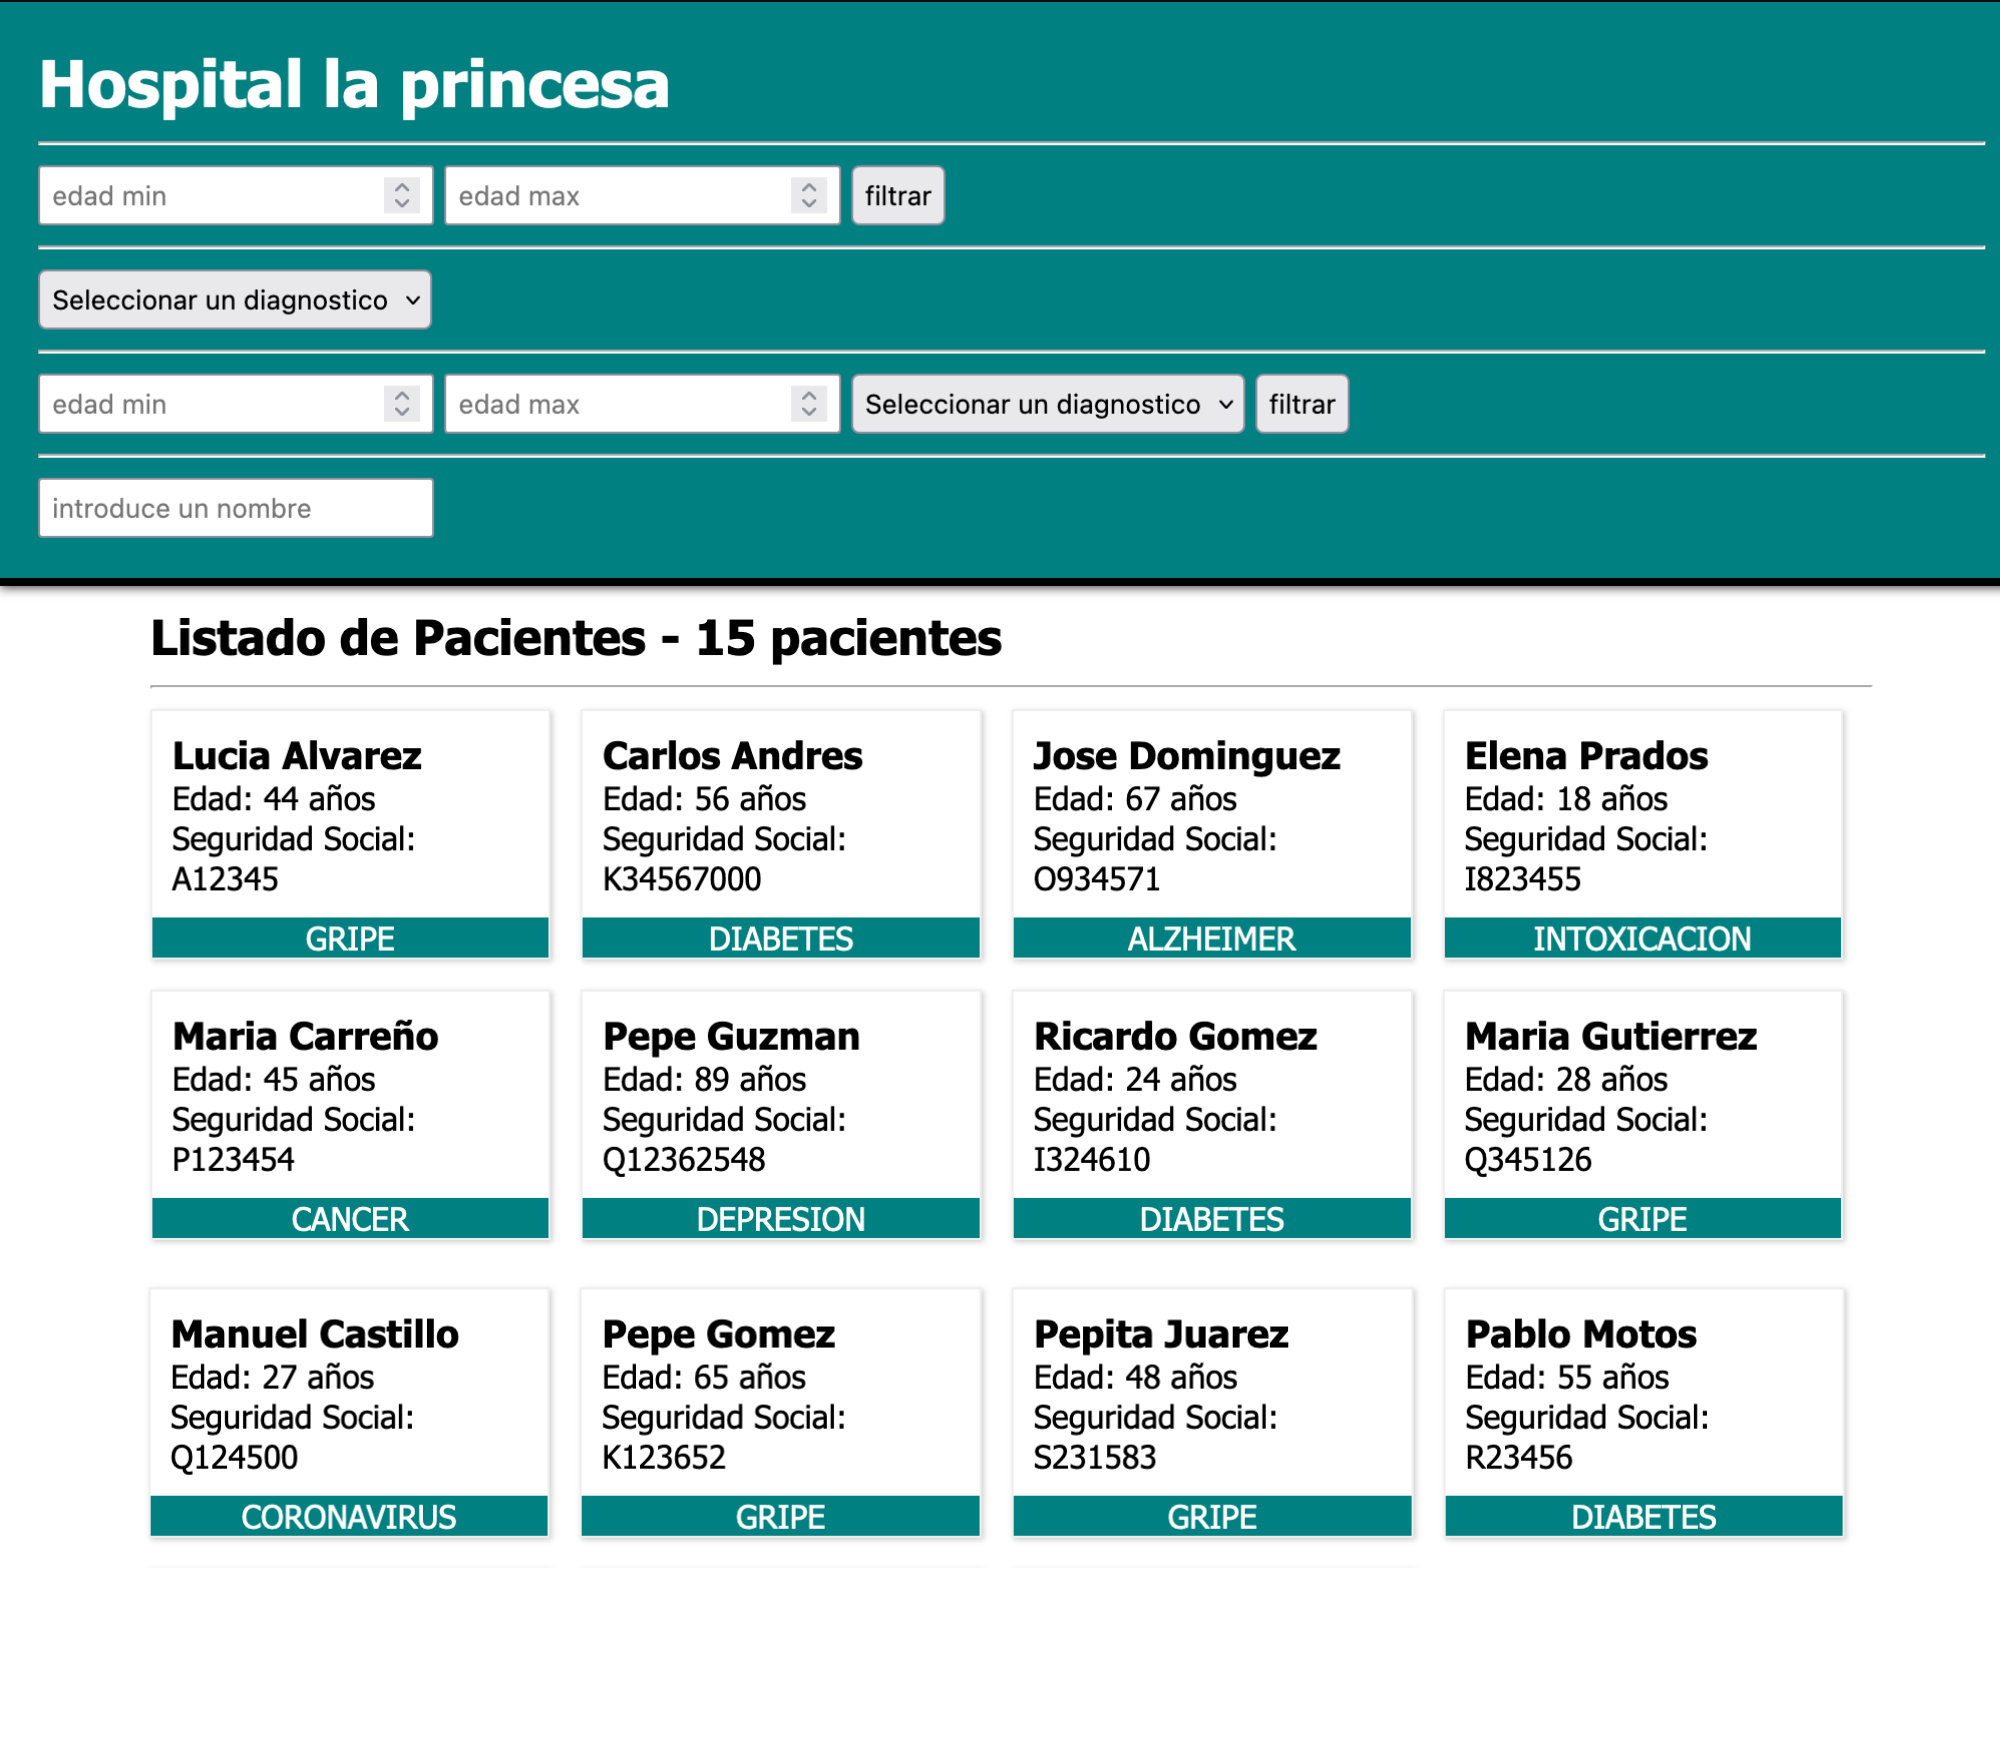 Hospital la princesa
edad min edad max filtrar
Seleccionar un diagnostico
edad min edad max Seleccionar un diagnostico filtrar
introduce un nombre
Listado de Pacientes - 15 pacientes
Lucia Alvarez
Edad: 44 años
Seguridad Social:
A12345
GRIPE
Carlos Andres
Edad: 56 años
Seguridad Social:
K34567000
DIABETES
Jose Dominguez
Edad: 67 años
Seguridad Social:
O934571
ALZHEIMER
Elena Prados
Edad: 18 años
Seguridad Social:
I823455
INTOXICACION
Maria Carreño
Edad: 45 años
Seguridad Social:
P123454
CANCER
Pepe Guzman
Edad: 89 años
Seguridad Social:
Q12362548
DEPRESION
Ricardo Gomez
Edad: 24 años
Seguridad Social:
I324610
DIABETES
Maria Gutierrez
Edad: 28 años
Seguridad Social:
Q345126
GRIPE
Manuel Castillo
Edad: 27 años
Seguridad Social:
Q124500
CORONAVIRUS
Pepe Gomez
Edad: 65 años
Seguridad Social:
K123652
GRIPE
Pepita Juarez
Edad: 48 años
Seguridad Social:
S231583
GRIPE
Pablo Motos
Edad: 55 años
Seguridad Social:
R23456
DIABETES